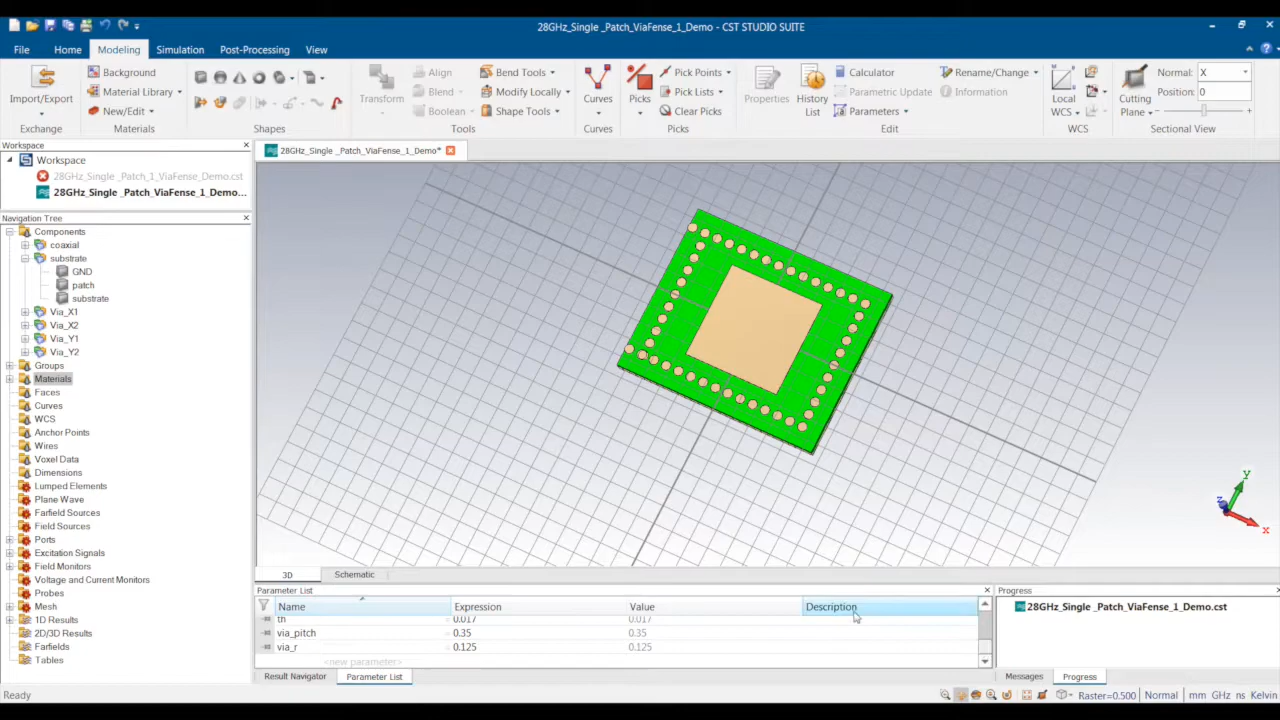 28GHz_Single _Patch_ViaFense_1_Demo - CST STUDIO SUITE
File Home Modeling Simulation Post-Processing View
Import/Export
Exchange
Background
Material Library
New/Edit
Materials
Shapes
Transform
Align
Blend
Boolean
Bend Tools
Modify Locally
Shape Tools
Tools
Curves
Curves
Picks
Pick Points
Pick Lists
Clear Picks
Picks
Properties
History List
Calculator
Parametric Update
Parameters
Rename/Change
Information
Edit
Local WCS
WCS
Cutting Plane
Normal: X
Position: 0
Sectional View
Workspace
Workspace
28GHz_Single _Patch_1_ViaFense_Demo.cst
28GHz_Single _Patch_ViaFense_1_Demo...
28GHz_Single _Patch_ViaFense_1_Demo*
Navigation Tree
Components
coaxial
substrate
GND
patch
substrate
Via_X1
Via_X2
Via_Y1
Via_Y2
Groups
Materials
Faces
Curves
WCS
Anchor Points
Wires
Voxel Data
Dimensions
Lumped Elements
Plane Wave
Farfield Sources
Field Sources
Ports
Excitation Signals
Field Monitors
Voltage and Current Monitors
Probes
Mesh
1D Results
2D/3D Results
Farfields
Tables
y
z
x
3D Schematic
Parameter List
Name Expression Value Description
th = 0.017 0.017
via_pitch = 0.35 0.35
via_r = 0.125 0.125
<new parameter>
Result Navigator Parameter List
Progress
28GHz_Single _Patch_ViaFense_1_Demo.cst
Messages Progress
Ready
Raster=0.500 Normal mm GHz ns Kelvin